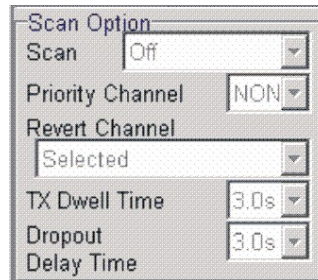 Scan Option
Scan Off
Priority Channel NON
Revert Channel
Selected
TX Dwell Time 3.0s
Dropout
Delay Time 3.0s